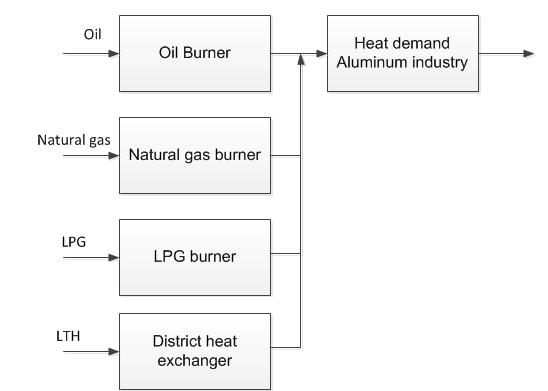 Oil
Oil Burner
Heat demand
Aluminum industry
Natural gas
Natural gas burner
LPG
LPG burner
LTH
District heat
exchanger